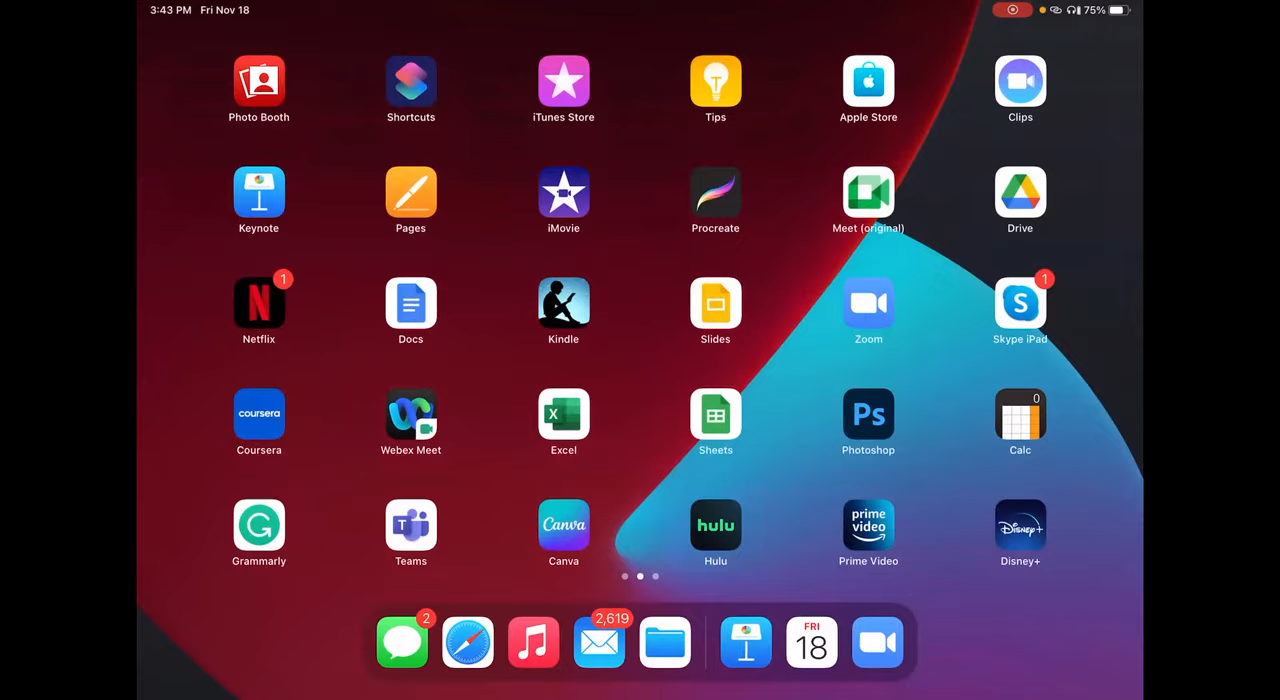 3:43 PM Fri Nov 18 75%
Photo Booth Shortcuts iTunes Store Tips Apple Store Clips
Keynote Pages iMovie Procreate Meet (original) Drive
1 1
N S
Netflix Docs Kindle Slides Zoom Skype iPad
coursera X Ps 0
Coursera Webex Meet Excel Sheets Photoshop Calc
G T Canva hulu prime video Disney+
Grammarly Teams Canva Hulu Prime Video Disney+
2 2,619
FRI
18